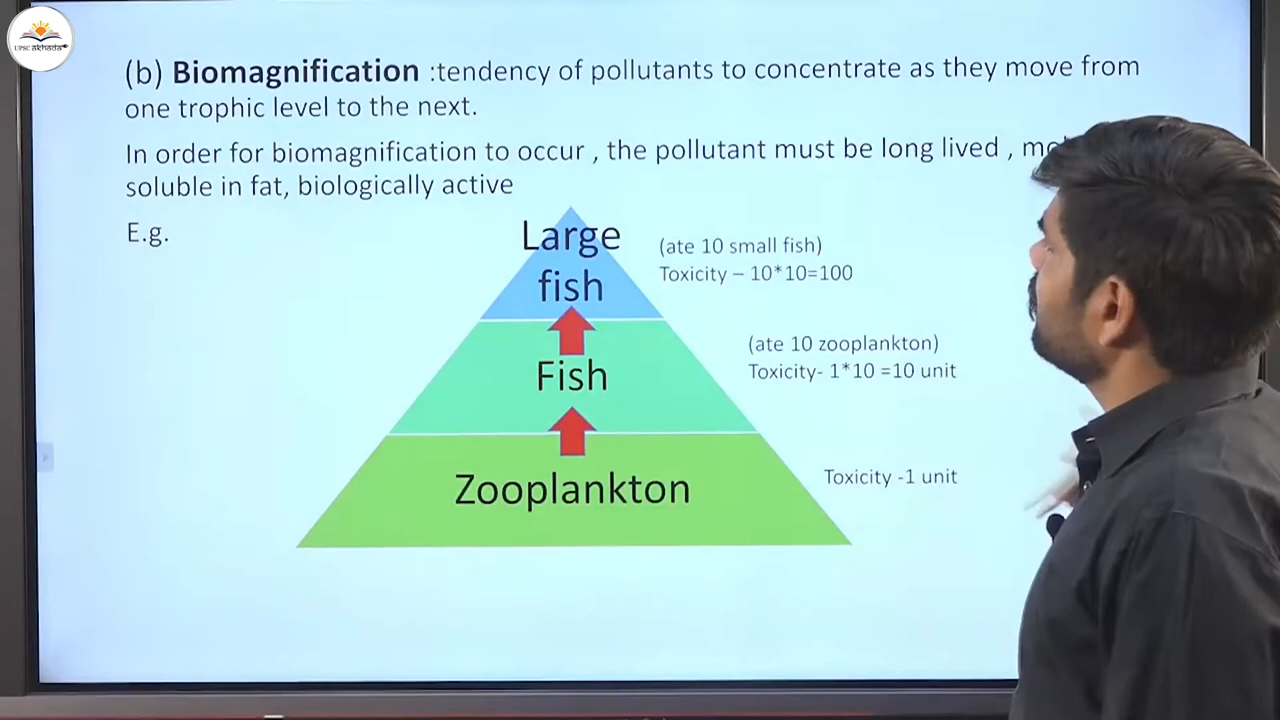 UPSC akhada
(b) Biomagnification :tendency of pollutants to concentrate as they move from
one trophic level to the next.
In order for biomagnification to occur , the pollutant must be long lived ,
soluble in fat, biologically active
E.g.
Large
fish
(ate 10 small fish)
Toxicity – 10*10=100
Fish
(ate 10 zooplankton)
Toxicity- 1*10 =10 unit
Zooplankton
Toxicity -1 unit